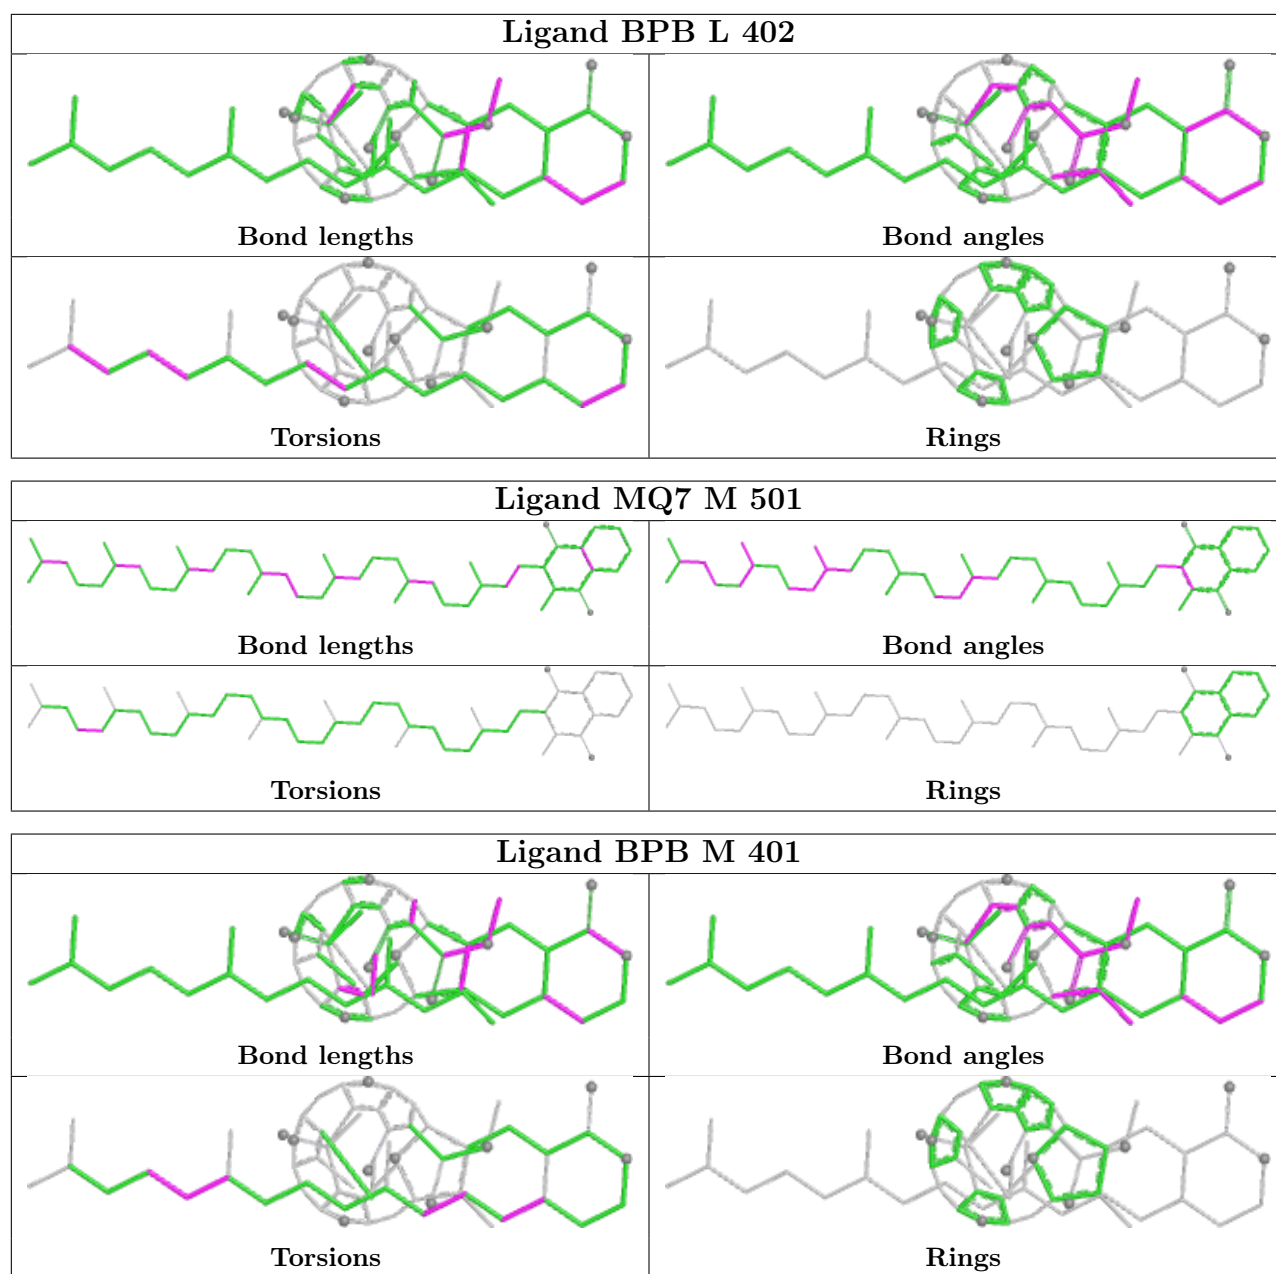 Ligand BPB L 402
Bond lengths
Bond angles
Torsions
Rings
Ligand MQ7 M 501
Bond lengths
Bond angles
Torsions
Rings
Ligand BPB M 401
Bond lengths
Bond angles
Torsions
Rings